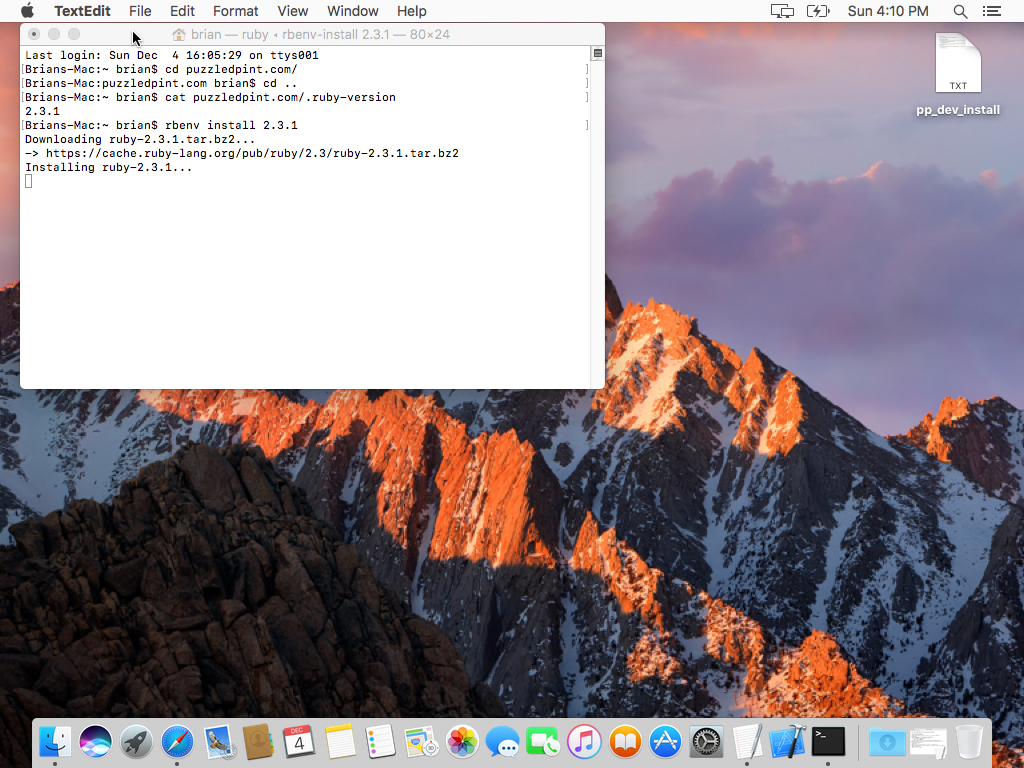 TextEdit File Edit Format View Window Help Sun 4:10 PM
brian — ruby ◂ rbenv-install 2.3.1 — 80×24
Last login: Sun Dec  4 16:05:29 on ttys001
[Brians-Mac:~ brian$ cd puzzledpint.com/ ]
[Brians-Mac:puzzledpint.com brian$ cd .. ]
[Brians-Mac:~ brian$ cat puzzledpint.com/.ruby-version ]
2.3.1
[Brians-Mac:~ brian$ rbenv install 2.3.1 ]
Downloading ruby-2.3.1.tar.bz2...
-> https://cache.ruby-lang.org/pub/ruby/2.3/ruby-2.3.1.tar.bz2
Installing ruby-2.3.1...
TXT
pp_dev_install
DEC
4
>_